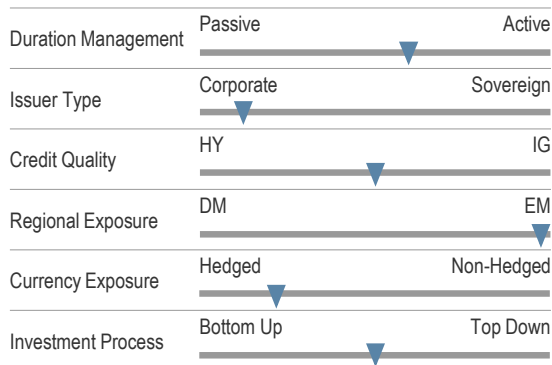 Duration Management Passive Active
Issuer Type Corporate Sovereign
Credit Quality HY IG
Regional Exposure DM EM
Currency Exposure Hedged Non-Hedged
Investment Process Bottom Up Top Down